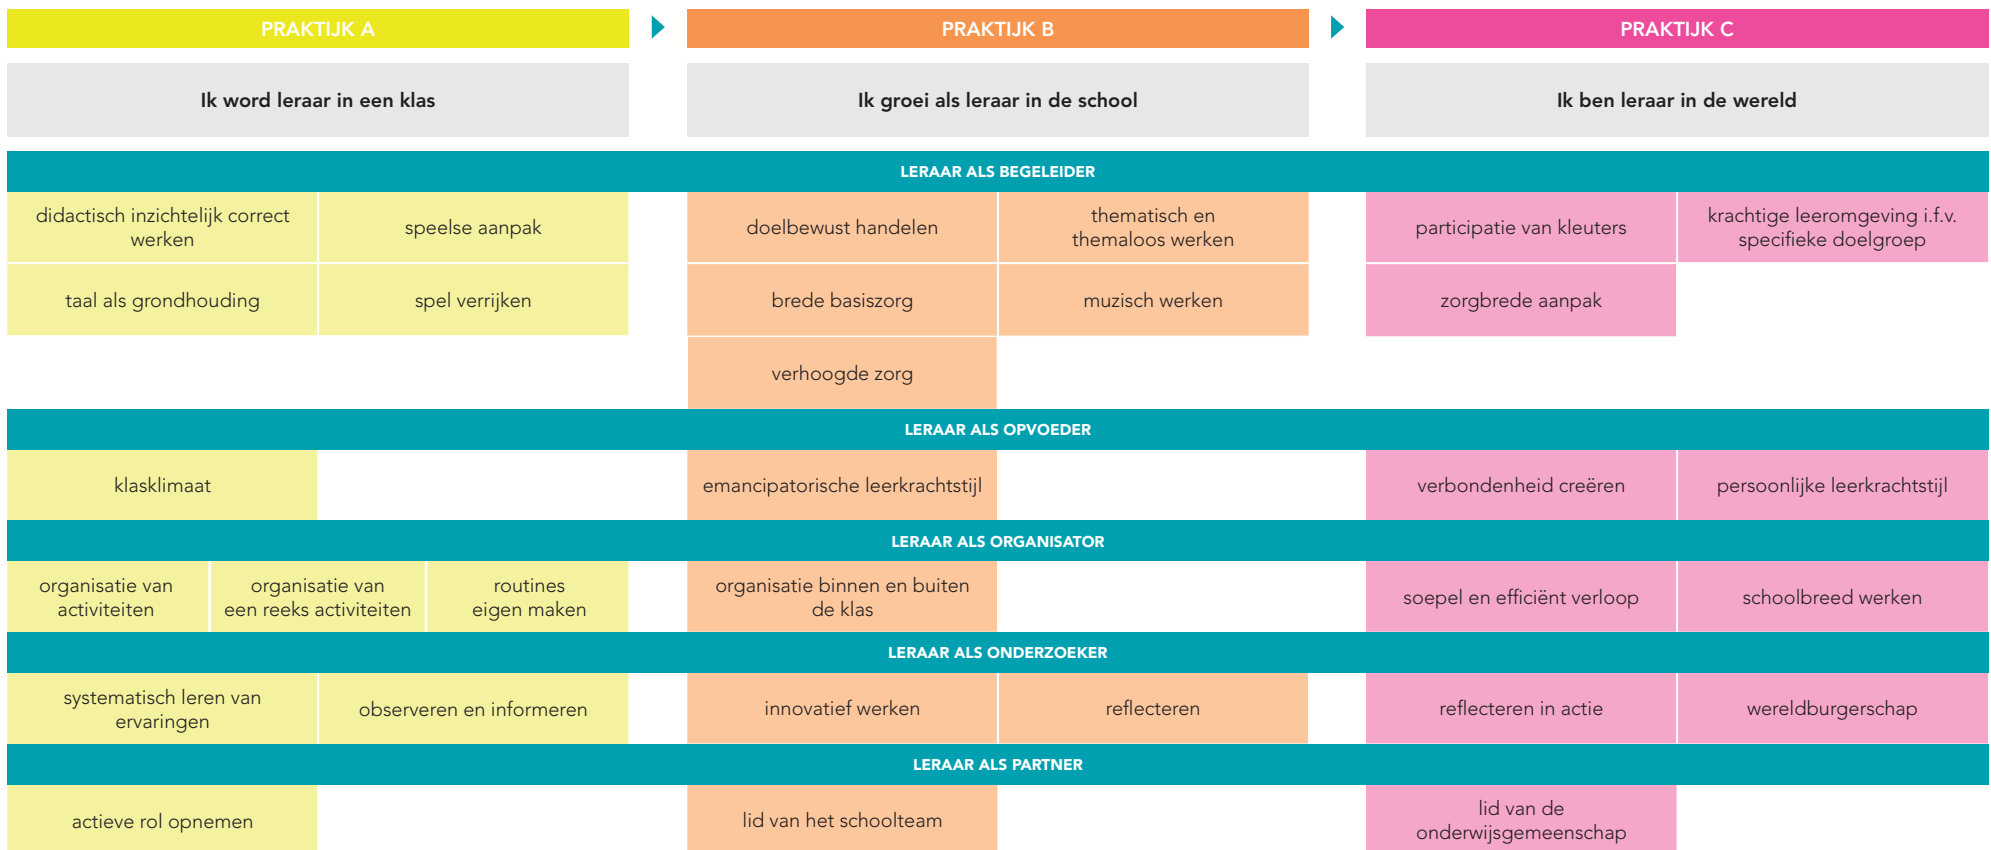 PRAKTIJK A
PRAKTIJK B
PRAKTIJK C
Ik word leraar in een klas
Ik groei als leraar in de school
Ik ben leraar in de wereld
LERAAR ALS BEGELEIDER
didactisch inzichtelijk correct
werken
speelse aanpak
doelbewust handelen
thematisch en
themaloos werken
participatie van kleuters
krachtige leeromgeving i.f.v.
specifieke doelgroep
taal als grondhouding
spel verrijken
brede basiszorg
muzisch werken
zorgbrede aanpak
verhoogde zorg
LERAAR ALS OPVOEDER
klasklimaat
emancipatorische leerkrachtstijl
verbondenheid creëren
persoonlijke leerkrachtstijl
LERAAR ALS ORGANISATOR
organisatie van
activiteiten
organisatie van
een reeks activiteiten
routines
eigen maken
organisatie binnen en buiten
de klas
soepel en efficiënt verloop
schoolbreed werken
LERAAR ALS ONDERZOEKER
systematisch leren van
ervaringen
observeren en informeren
innovatief werken
reflecteren
reflecteren in actie
wereldburgerschap
LERAAR ALS PARTNER
actieve rol opnemen
lid van het schoolteam
lid van de
onderwijsgemeenschap